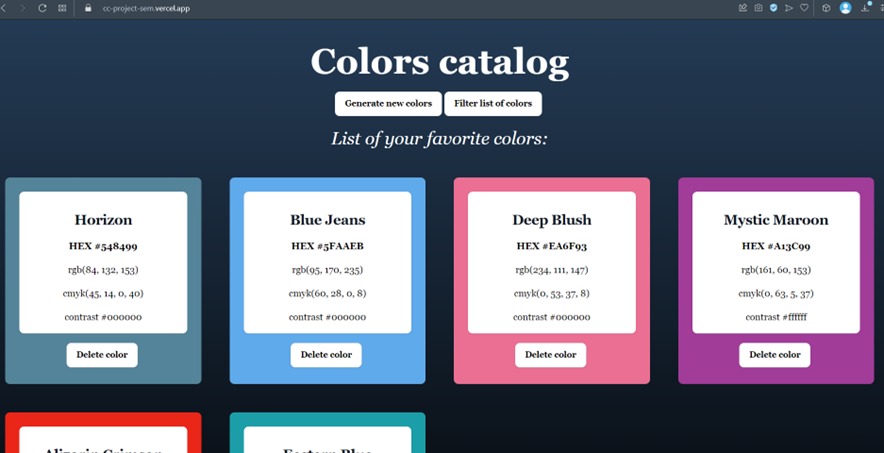 cc-project-sem.vercel.app
Colors catalog
Generate new colors
Filter list of colors
List of your favorite colors:
Horizon
HEX #548499
rgb(84, 132, 153)
cmyk(45, 14, 0, 40)
contrast #000000
Delete color
Blue Jeans
HEX #5FAAEB
rgb(95, 170, 235)
cmyk(60, 28, 0, 8)
contrast #000000
Delete color
Deep Blush
HEX #EA6F93
rgb(234, 111, 147)
cmyk(0, 53, 37, 8)
contrast #000000
Delete color
Mystic Maroon
HEX #A13C99
rgb(161, 60, 153)
cmyk(0, 63, 5, 37)
contrast #ffffff
Delete color
Alizarin Crimson
Eastern Blue